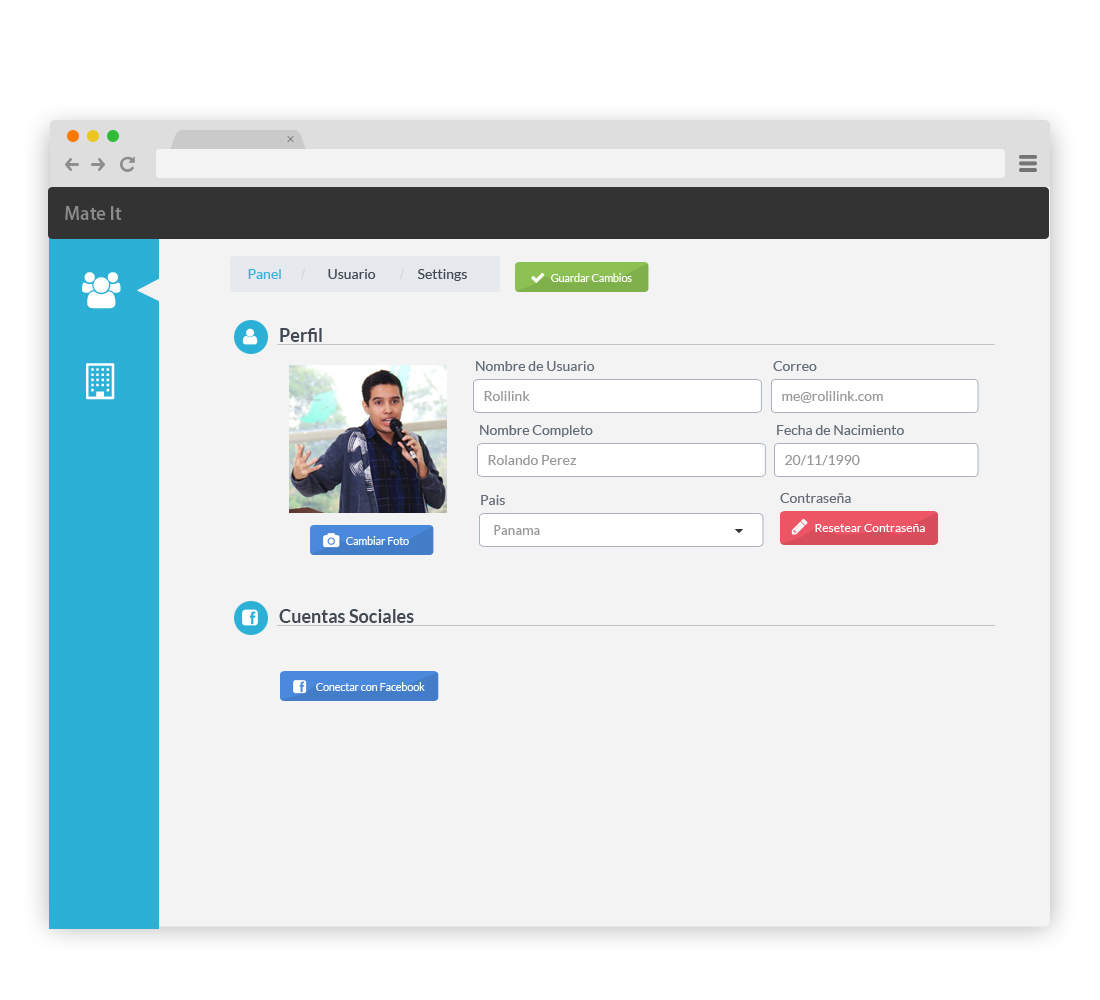 Mate It
Panel / Usuario / Settings
Guardar Cambios
Perfil
Nombre de Usuario
Correo
Rolilink
me@rolilink.com
Nombre Completo
Fecha de Nacimiento
Rolando Perez
20/11/1990
Pais
Contraseña
Panama
Resetear Contraseña
Cambiar Foto
Cuentas Sociales
Conectar con Facebook